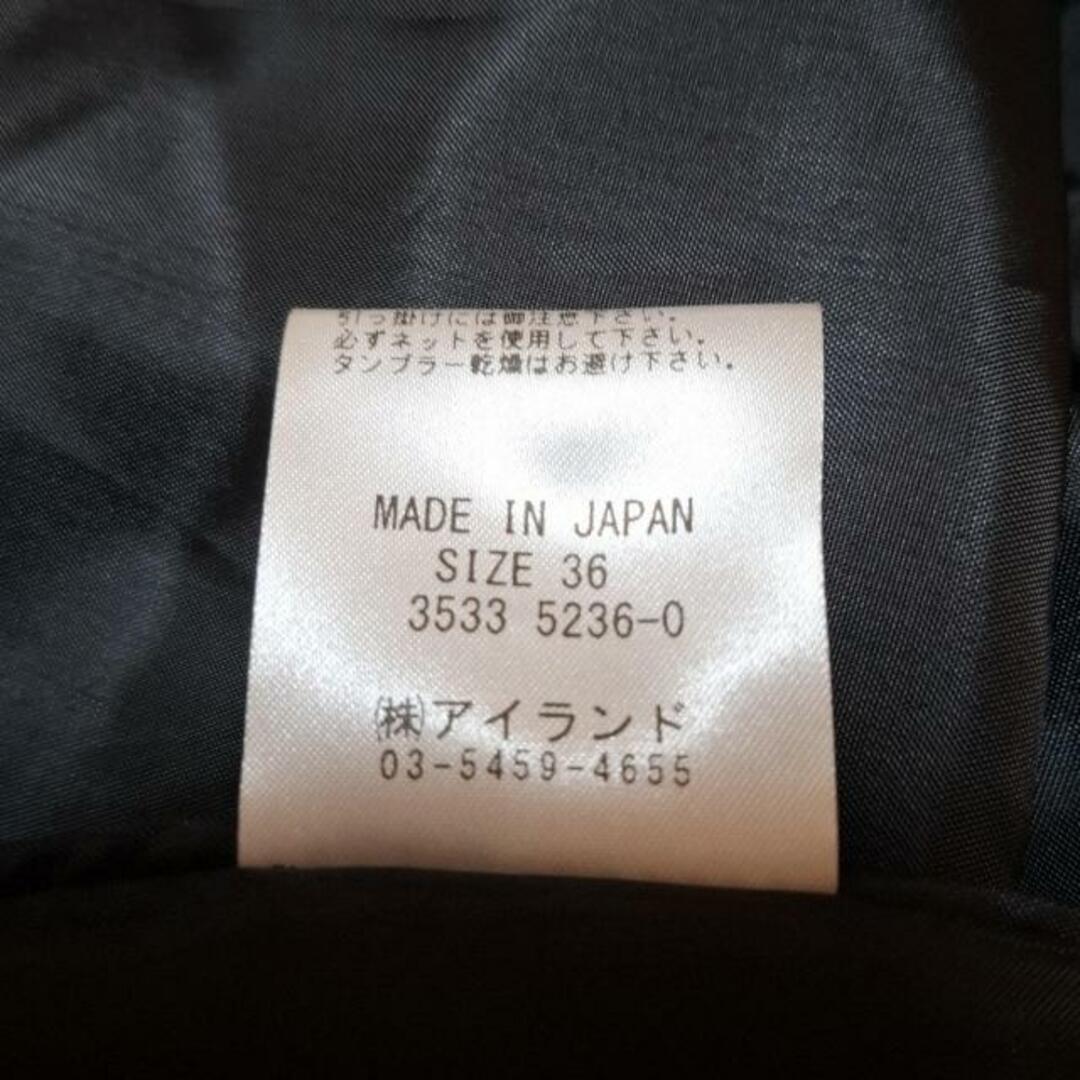 引っ掛けには御注意下さい。
必ずネットを使用して下さい。
タンブラー乾燥はお避け下さい。
MADE IN JAPAN
SIZE 36
3533 5236-0
㈱アイランド
03-5459-4655